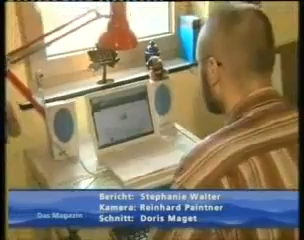 Bericht: Stephanie Walter
Kamera: Reinhard Paintner
Das Magazin
Schnitt: Doris Maget